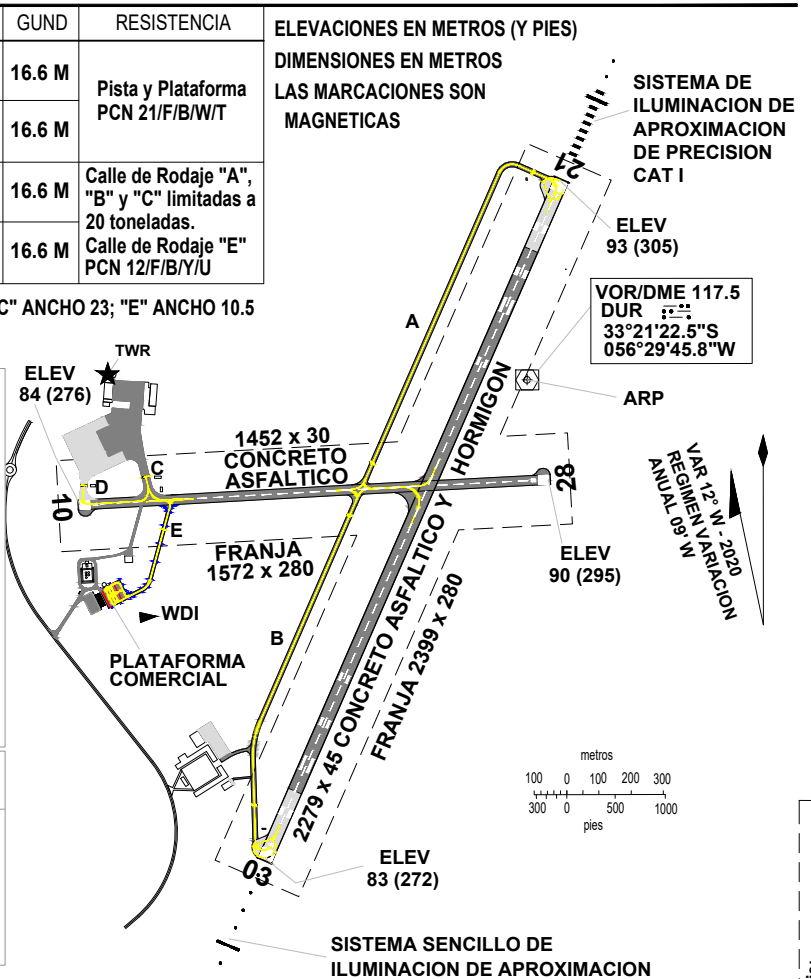 GUND
RESISTENCIA
16.6 M
16.6 M
16.6 M
16.6 M
Pista y Plataforma
PCN 21/F/B/W/T
Calle de Rodaje "A",
"B" y "C" limitadas a
20 toneladas.
Calle de Rodaje "E"
PCN 12/F/B/Y/U
C" ANCHO 23; "E" ANCHO 10.5
ELEVACIONES EN METROS (Y PIES)
DIMENSIONES EN METROS
LAS MARCACIONES SON
MAGNETICAS
SISTEMA DE
ILUMINACION DE
APROXIMACION
DE PRECISION
CAT I
21
ELEV
93 (305)
VOR/DME 117.5
DUR
33°21'22.5"S
056°29'45.8"W
ARP
A
TWR
ELEV
84 (276)
1452 x 30
CONCRETO
ASFALTICO
C
D
10
28
E
FRANJA
1572 x 280
ELEV
90 (295)
VAR 12° W - 2020
REGIMEN VARIACION
ANUAL 09' W
WDI
B
PLATAFORMA
COMERCIAL
2279 x 45 CONCRETO ASFALTICO Y HORMIGON
FRANJA 2399 x 280
metros
100 0 100 200 300
300 0 500 1000
pies
03
ELEV
83 (272)
SISTEMA SENCILLO DE
ILUMINACION DE APROXIMACION